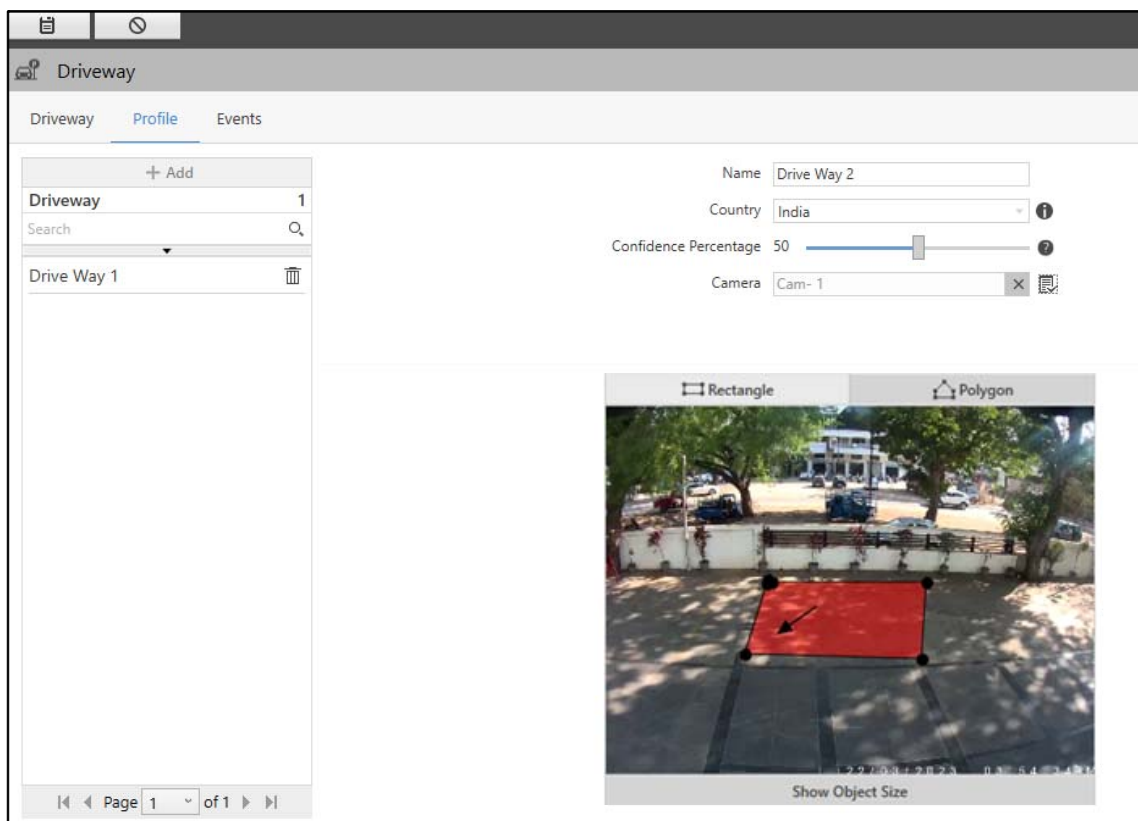 Driveway
Driveway Profile Events
+ Add
Driveway 1
Search
Drive Way 1
Page 1 of 1
Name Drive Way 2
Country India
Confidence Percentage 50
Camera Cam- 1
Rectangle Polygon
Show Object Size